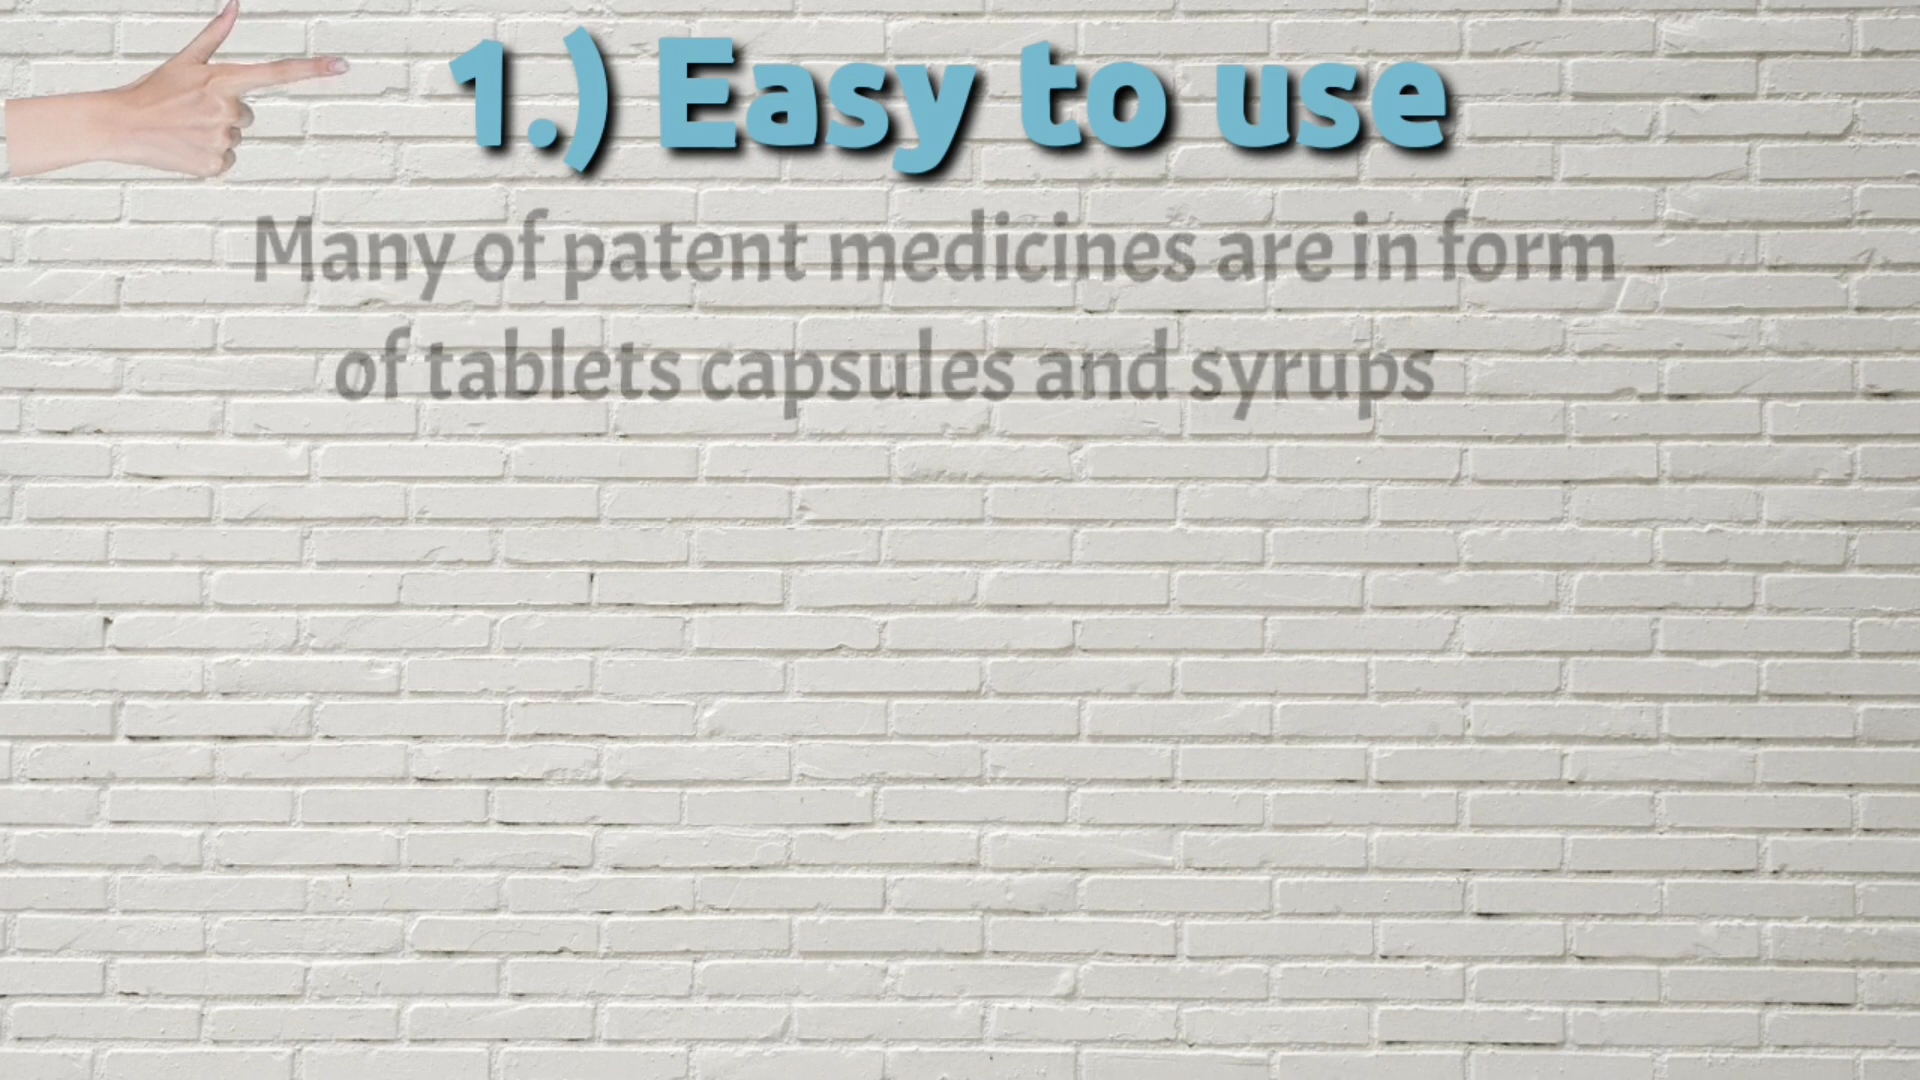 1.) Easy to use
Many of patent medicines are in form
of tablets capsules and syrups